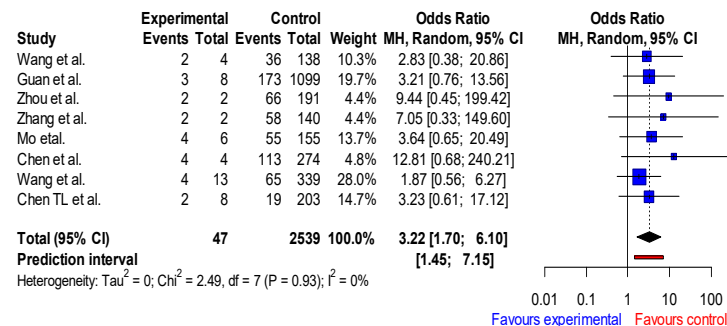 Experimental Control Odds Ratio Odds Ratio
Study Events Total Events Total Weight MH, Random, 95% CI MH, Random, 95% CI
Wang et al. 2 4 36 138 10.3% 2.83 [0.38; 20.86]
Guan et al. 3 8 173 1099 19.7% 3.21 [0.76; 13.56]
Zhou et al. 2 2 66 191 4.4% 9.44 [0.45; 199.42]
Zhang et al. 2 2 58 140 4.4% 7.05 [0.33; 149.60]
Mo etal. 4 6 55 155 13.7% 3.64 [0.65; 20.49]
Chen et al. 4 4 113 274 4.8% 12.81 [0.68; 240.21]
Wang et al. 4 13 65 339 28.0% 1.87 [0.56; 6.27]
Chen TL et al. 2 8 19 203 14.7% 3.23 [0.61; 17.12]
Total (95% CI) 47 2539 100.0% 3.22 [1.70; 6.10]
Prediction interval [1.45; 7.15]
Heterogeneity: Tau² = 0; Chi² = 2.49, df = 7 (P = 0.93); I² = 0%
0.01 0.1 1 10 100
Favours experimental Favours control